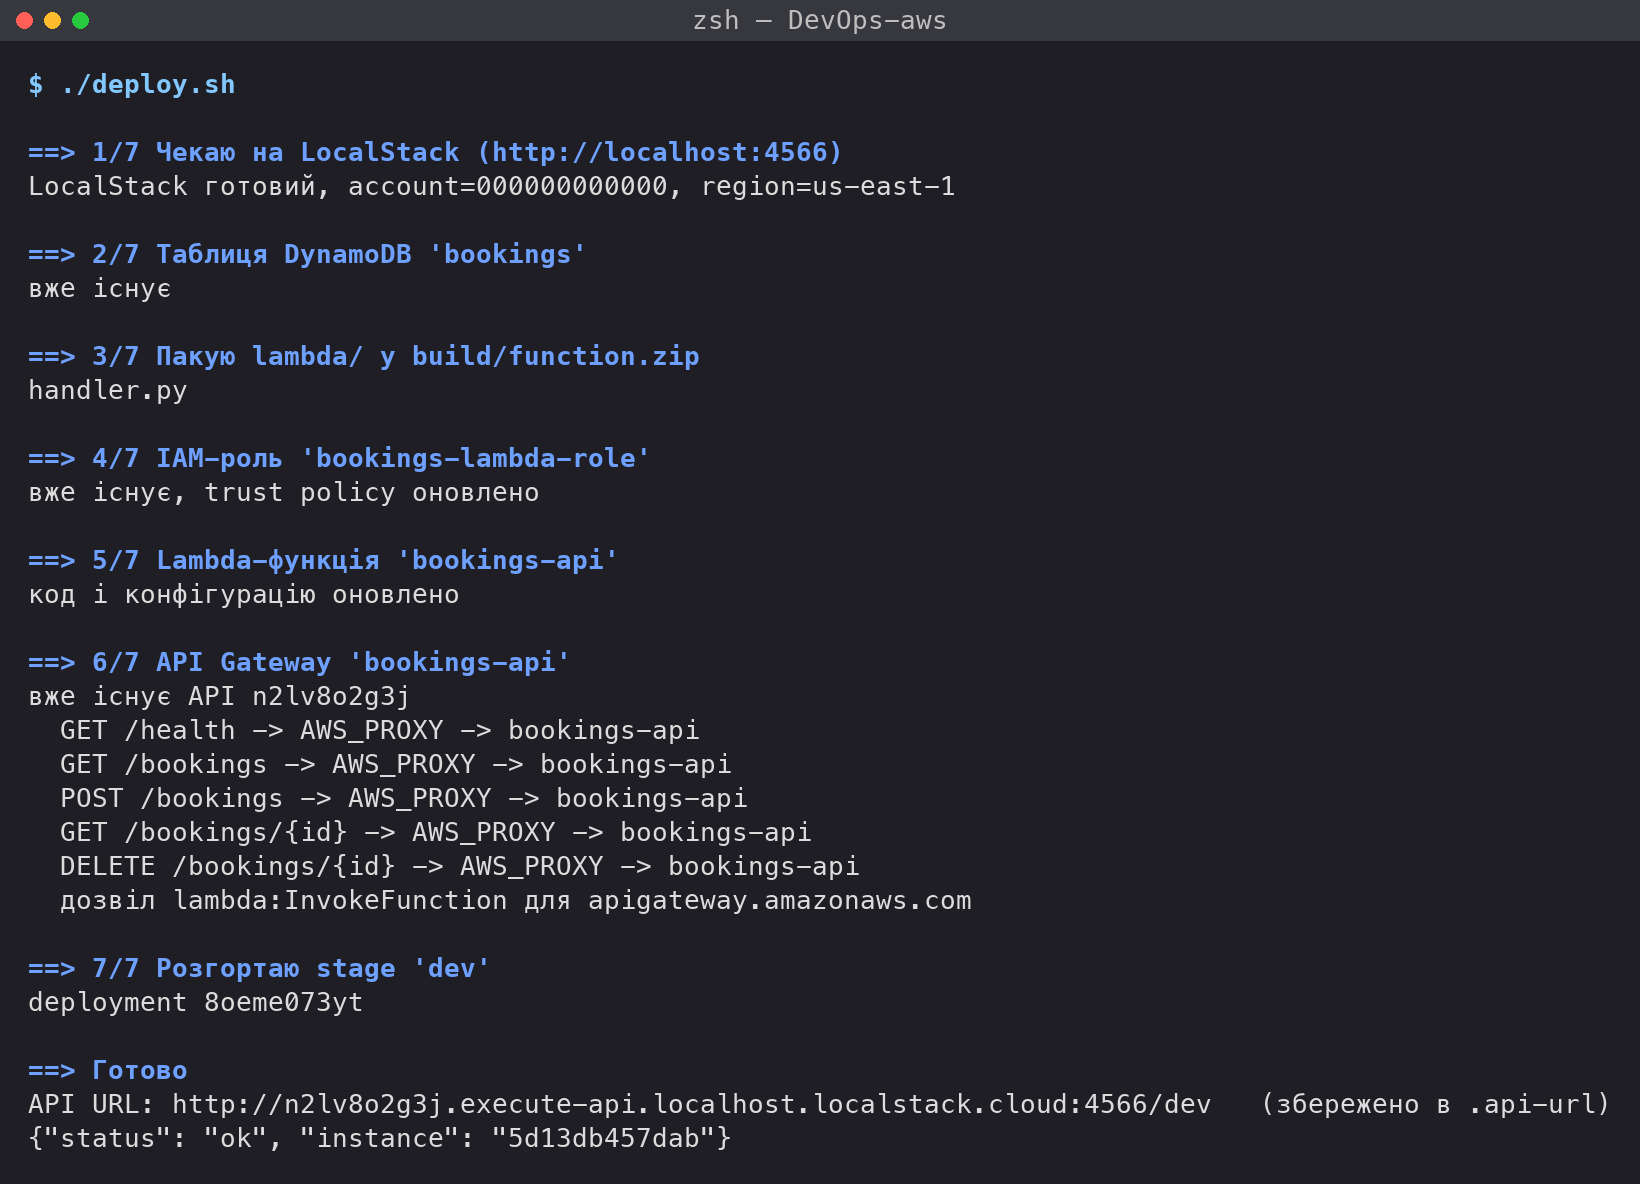 zsh — DevOps-aws
$ ./deploy.sh
==> 1/7 Чекаю на LocalStack (http://localhost:4566)
LocalStack готовий, account=000000000000, region=us-east-1
==> 2/7 Таблиця DynamoDB 'bookings'
вже існує
==> 3/7 Пакую lambda/ у build/function.zip
handler.py
==> 4/7 IAM-роль 'bookings-lambda-role'
вже існує, trust policy оновлено
==> 5/7 Lambda-функція 'bookings-api'
код і конфігурацію оновлено
==> 6/7 API Gateway 'bookings-api'
вже існує API n2lv8o2g3j
  GET /health -> AWS_PROXY -> bookings-api
  GET /bookings -> AWS_PROXY -> bookings-api
  POST /bookings -> AWS_PROXY -> bookings-api
  GET /bookings/{id} -> AWS_PROXY -> bookings-api
  DELETE /bookings/{id} -> AWS_PROXY -> bookings-api
  дозвіл lambda:InvokeFunction для apigateway.amazonaws.com
==> 7/7 Розгортаю stage 'dev'
deployment 8oeme073yt
==> Готово
API URL: http://n2lv8o2g3j.execute-api.localhost.localstack.cloud:4566/dev   (збережено в .api-url)
{"status": "ok", "instance": "5d13db457dab"}